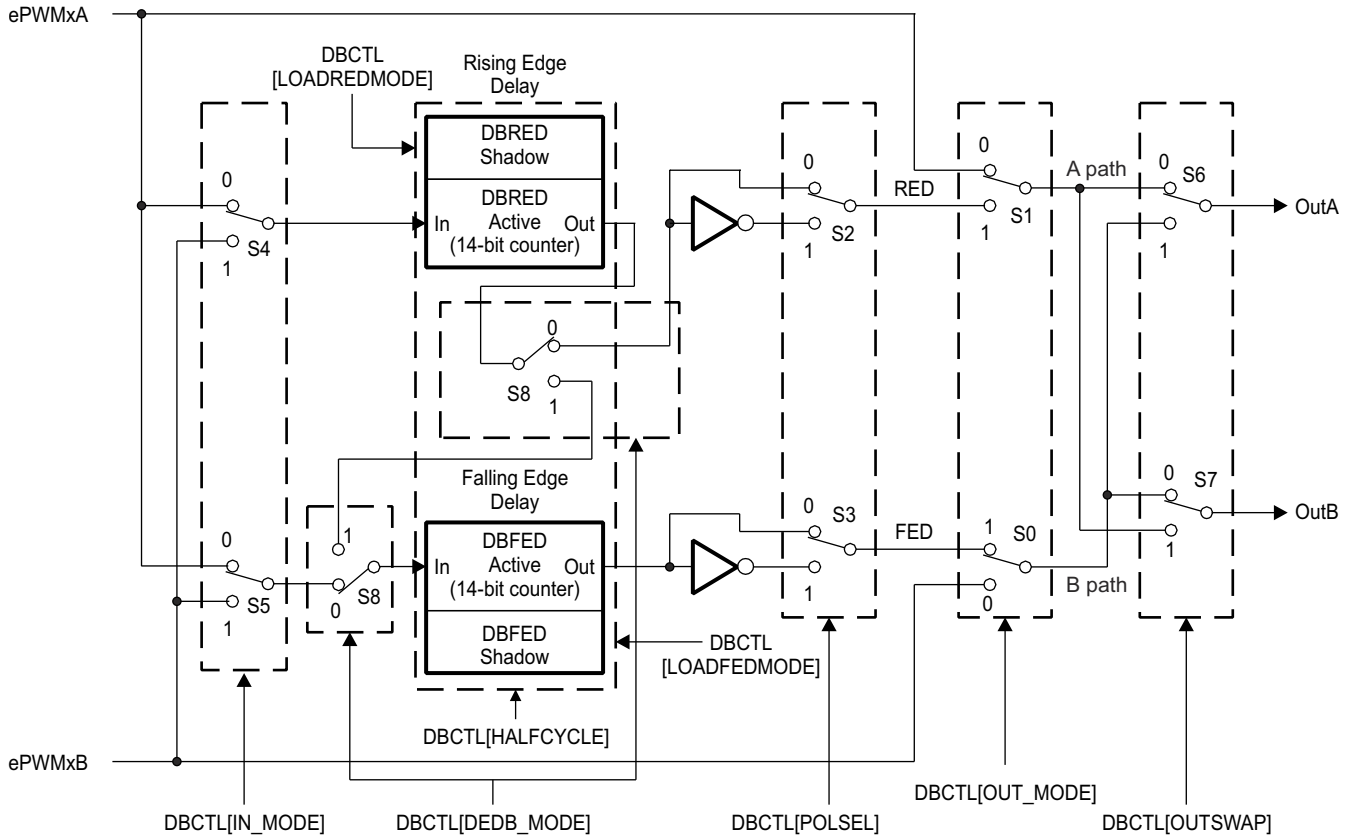 ePWMxA
DBCTL
[LOADREDMODE]
Rising Edge
Delay
DBRED
Shadow
DBRED
Active
(14-bit counter)
In
Out
0
S4
1
0
S2
1
RED
0
S1
1
A path
0
S6
1
OutA
0
S8
1
Falling Edge
Delay
DBFED
Active
(14-bit counter)
In
Out
DBFED
Shadow
0
S5
1
1
S8
0
0
S3
1
FED
1
S0
0
B path
0
S7
1
OutB
DBCTL
[LOADFEDMODE]
DBCTL[HALFCYCLE]
ePWMxB
DBCTL[OUT_MODE]
DBCTL[IN_MODE]
DBCTL[DEDB_MODE]
DBCTL[POLSEL]
DBCTL[OUTSWAP]